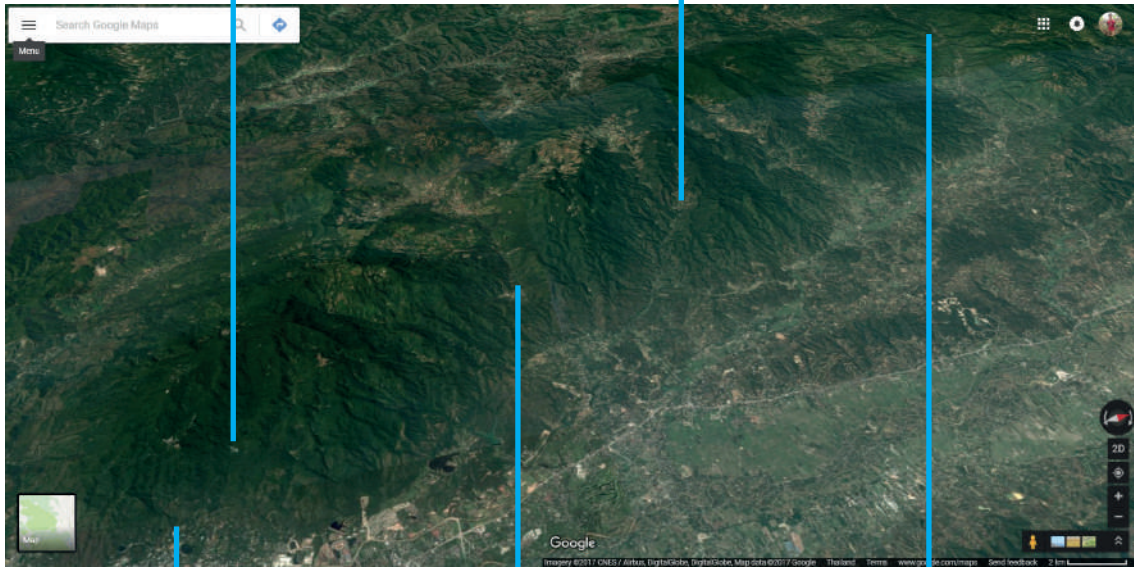 Search Google Maps
Menu
2D
Map
Google
Imagery ©2017 CNES / Airbus, DigitalGlobe, DigitalGlobe, Map data ©2017 Google Thailand Terms www.google.com/maps Send feedback 2 km